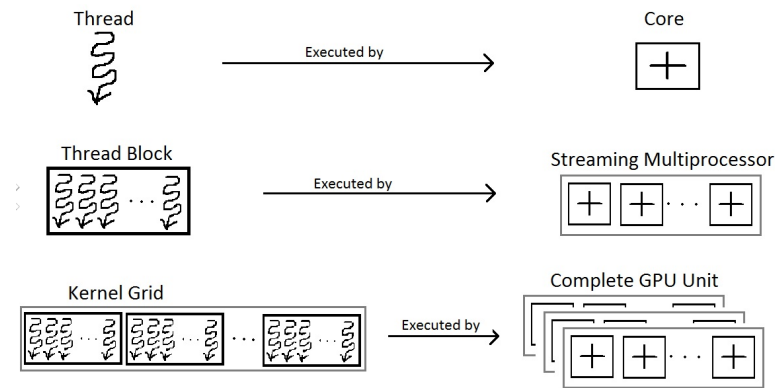 Thread
Executed by
Core
Thread Block
Executed by
Streaming Multiprocessor
Kernel Grid
Executed by
Complete GPU Unit